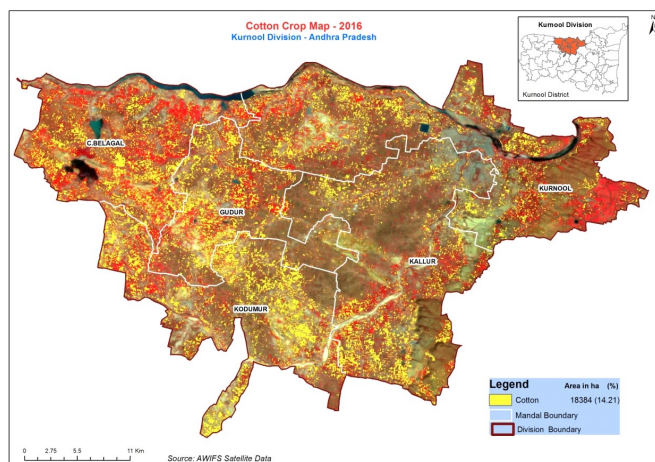 Cotton Crop Map - 2016
Kurnool Division - Andhra Pradesh
Kurnool Division
Kurnool District
N
C.BELAGAL
GUDUR
KURNOOL
KALLUR
KODUMUR
Legend Area in ha (%)
Cotton 18384 (14.21)
Mandal Boundary
Division Boundary
0 2.75 5.5 11 Km
Source: AWIFS Satellite Data